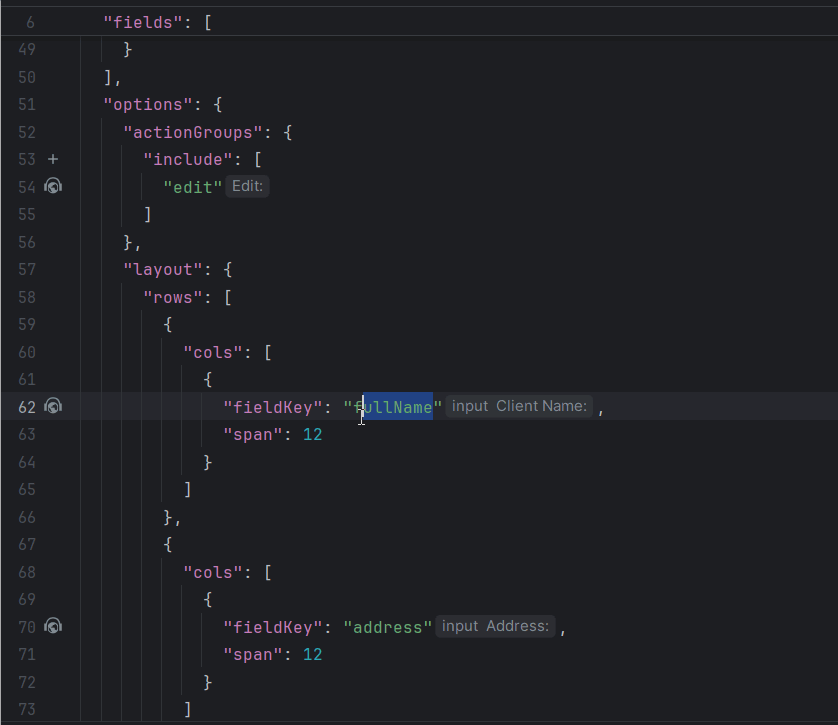 6 "fields": [
49 }
50 ],
51 "options": {
52 "actionGroups": {
53 + "include": [
54 "edit" Edit:
55 ]
56 },
57 "layout": {
58 "rows": [
59 {
60 "cols": [
61 {
62 "fieldKey": "fullName" input Client Name: ,
63 "span": 12
64 }
65 ]
66 },
67 {
68 "cols": [
69 {
70 "fieldKey": "address" input Address: ,
71 "span": 12
72 }
73 ]